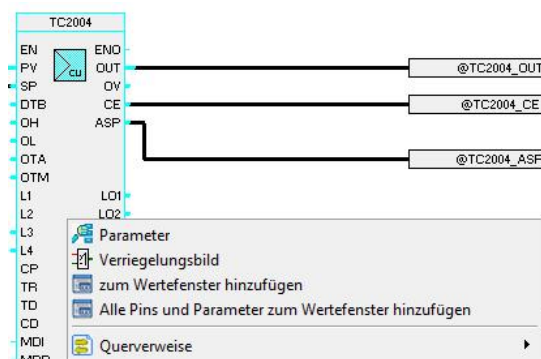 TC2004
EN ENO
PV cu OUT @TC2004_OUT
SP OV
DTB CE @TC2004_CE
OH ASP
OL
OTA @TC2004_ASP
OTM
L1 LO1
L2 LO2
L3 Parameter
L4 Verriegelungsbild
CP
TR zum Wertefenster hinzufügen
TD Alle Pins und Parameter zum Wertefenster hinzufügen
CD
MDI Querverweise